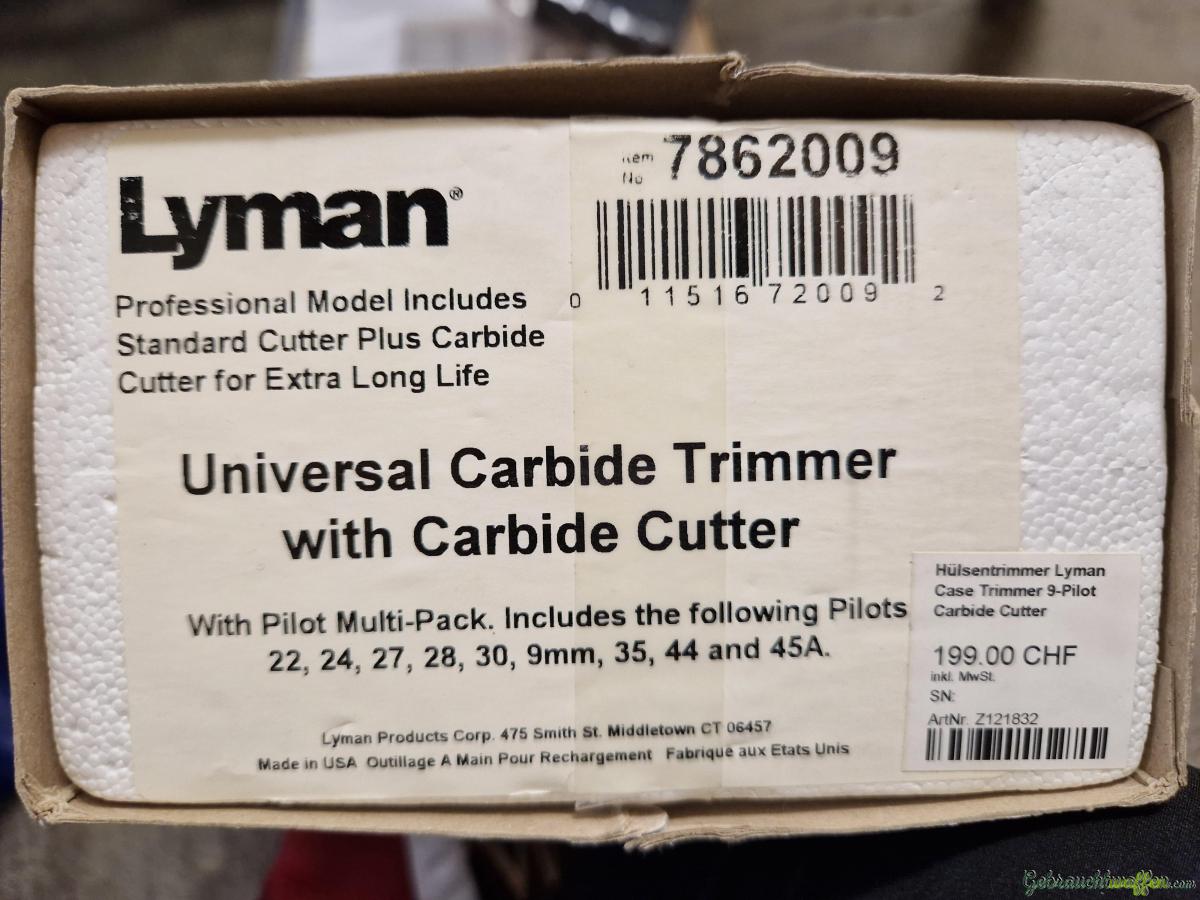 Item
No 7862009
Lyman®
0 11516 72009 2
Professional Model Includes
Standard Cutter Plus Carbide
Cutter for Extra Long Life
Universal Carbide Trimmer
with Carbide Cutter
With Pilot Multi-Pack. Includes the following Pilots
22, 24, 27, 28, 30, 9mm, 35, 44 and 45A.
Lyman Products Corp. 475 Smith St. Middletown CT 06457
Made in USA Outillage A Main Pour Rechargement Fabrique aux Etats Unis
Hülsentrimmer Lyman
Case Trimmer 9-Pilot
Carbide Cutter
199.00 CHF
inkl. MwSt.
SN:
ArtNr. Z121832
Gebrauchtwaffen.com